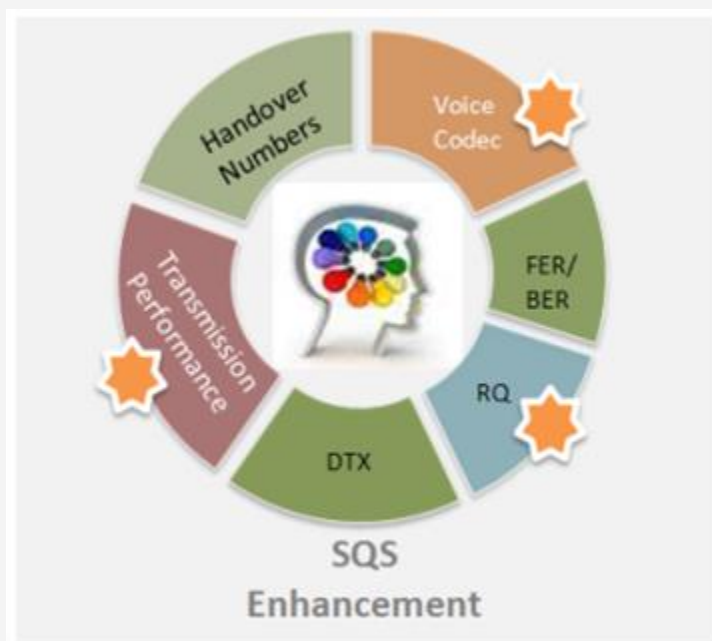 Handover
Numbers
Voice
Codec
FER/
BER
RQ
DTX
Transmission
Performance
SQS
Enhancement